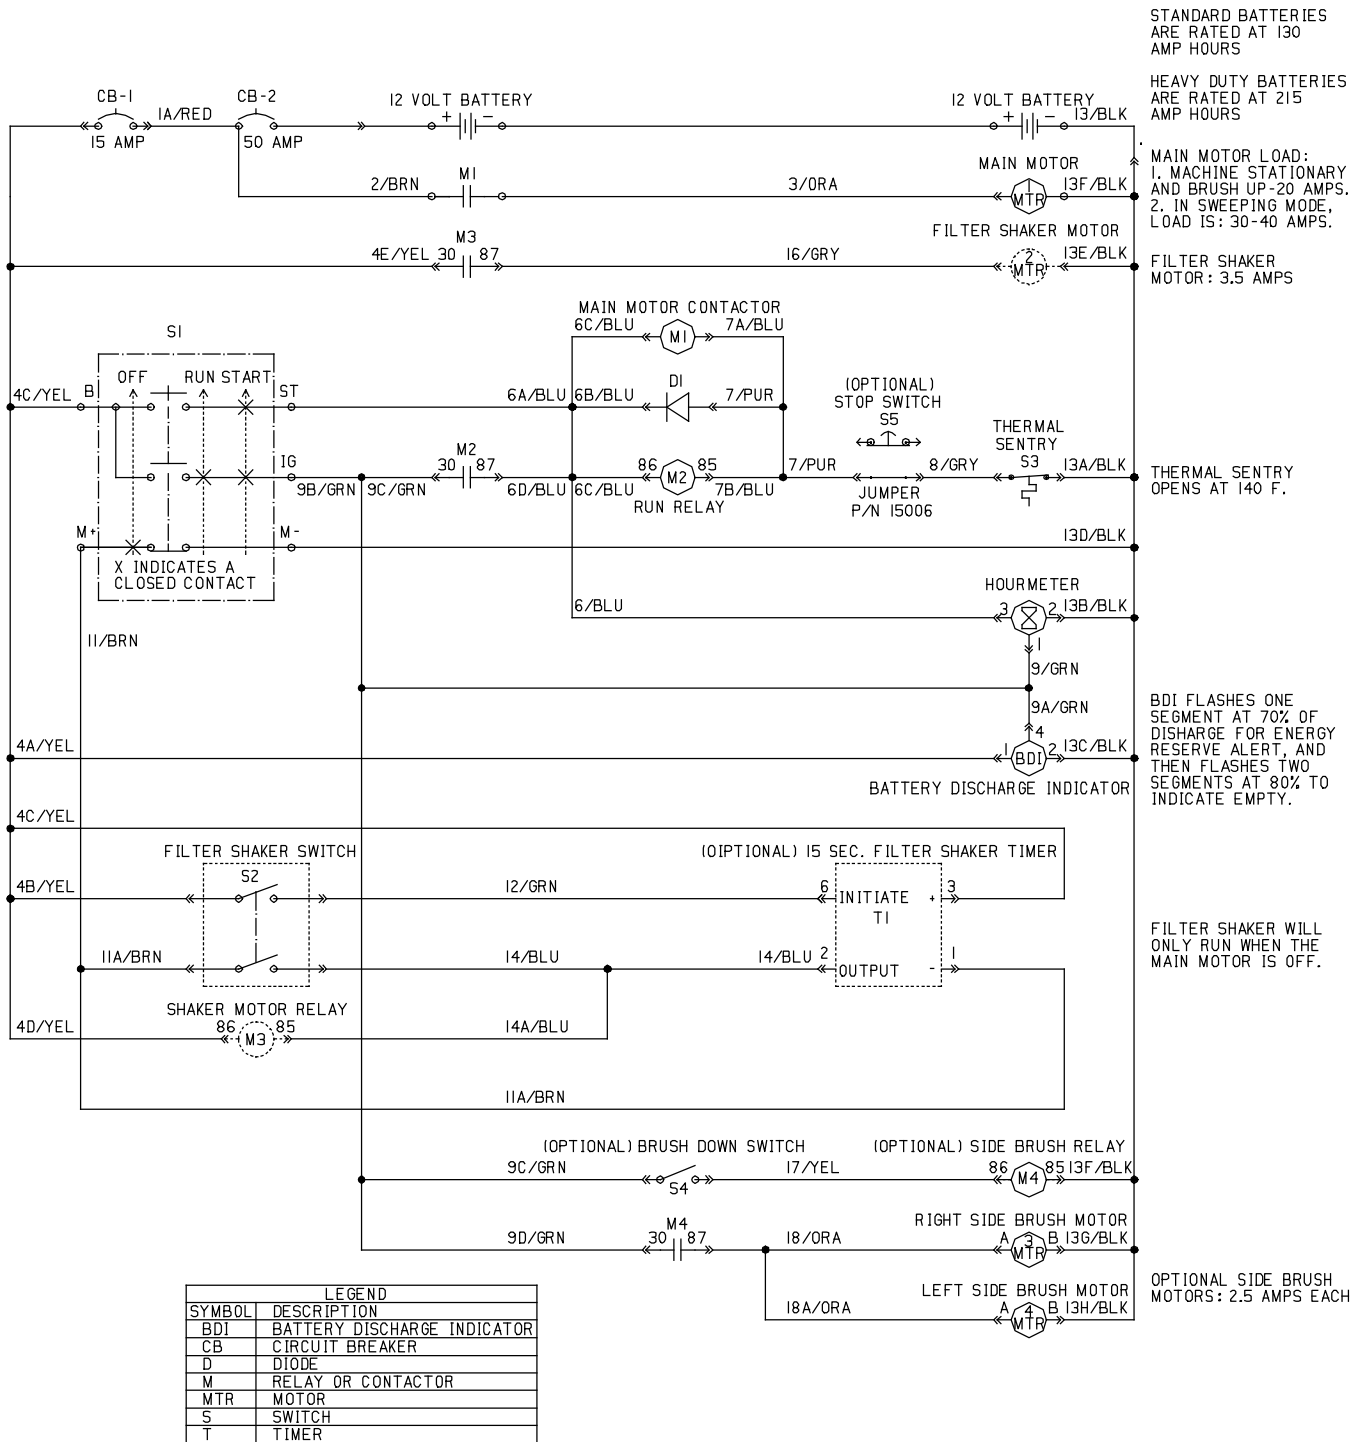 STANDARD BATTERIES
ARE RATED AT 130
AMP HOURS
HEAVY DUTY BATTERIES
ARE RATED AT 215
AMP HOURS
CB-1
1A/RED
CB-2
12 VOLT BATTERY
12 VOLT BATTERY
+ -
+ -
13/BLK
15 AMP
50 AMP
MAIN MOTOR LOAD:
1. MACHINE STATIONARY
AND BRUSH UP-20 AMPS.
2. IN SWEEPING MODE,
LOAD IS: 30-40 AMPS.
MAIN MOTOR
2/BRN
M1
3/ORA
1
MTR
13F/BLK
FILTER SHAKER MOTOR
4E/YEL
30
M3
87
16/GRY
2
MTR
13E/BLK
FILTER SHAKER
MOTOR: 3.5 AMPS
MAIN MOTOR CONTACTOR
6C/BLU
M1
7A/BLU
S1
OFF
RUN
START
4C/YEL
B
ST
6A/BLU
6B/BLU
D1
7/PUR
(OPTIONAL)
STOP SWITCH
S5
THERMAL
SENTRY
S3
IG
9B/GRN
9C/GRN
30
M2
87
6D/BLU
6C/BLU
86
M2
85
7B/BLU
RUN RELAY
7/PUR
8/GRY
13A/BLK
JUMPER
P/N 15006
THERMAL SENTRY
OPENS AT 140 F.
M+
M-
13D/BLK
X INDICATES A
CLOSED CONTACT
HOURMETER
6/BLU
3
2
13B/BLK
11/BRN
1
9/GRN
9A/GRN
4
4A/YEL
1
BDI
2
13C/BLK
BATTERY DISCHARGE INDICATOR
BDI FLASHES ONE
SEGMENT AT 70% OF
DISHARGE FOR ENERGY
RESERVE ALERT, AND
THEN FLASHES TWO
SEGMENTS AT 80% TO
INDICATE EMPTY.
4C/YEL
FILTER SHAKER SWITCH
(OIPTIONAL) 15 SEC. FILTER SHAKER TIMER
4B/YEL
S2
12/GRN
6
INITIATE
+
3
T1
11A/BRN
14/BLU
14/BLU
2
OUTPUT
-
1
FILTER SHAKER WILL
ONLY RUN WHEN THE
MAIN MOTOR IS OFF.
SHAKER MOTOR RELAY
4D/YEL
86
M3
85
14A/BLU
11A/BRN
(OPTIONAL) BRUSH DOWN SWITCH
(OPTIONAL) SIDE BRUSH RELAY
9C/GRN
S4
17/YEL
86
M4
85
13F/BLK
RIGHT SIDE BRUSH MOTOR
9D/GRN
30
M4
87
18/ORA
A
3
MTR
B
13G/BLK
LEFT SIDE BRUSH MOTOR
18A/ORA
A
4
MTR
B
13H/BLK
OPTIONAL SIDE BRUSH
MOTORS: 2.5 AMPS EACH
LEGEND
SYMBOL DESCRIPTION
BDI BATTERY DISCHARGE INDICATOR
CB CIRCUIT BREAKER
D DIODE
M RELAY OR CONTACTOR
MTR MOTOR
S SWITCH
T TIMER